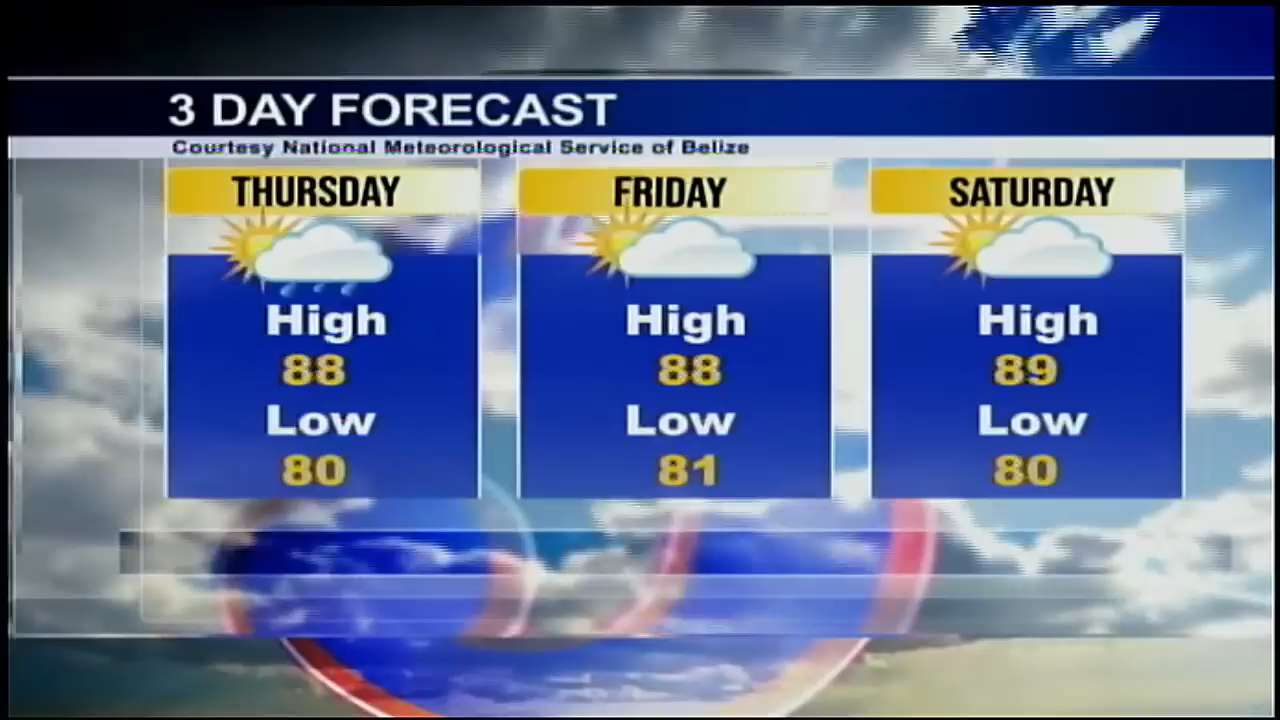 3 DAY FORECAST
Courtesy National Meteorological Service of Belize
THURSDAY
High
88
Low
80
FRIDAY
High
88
Low
81
SATURDAY
High
89
Low
80